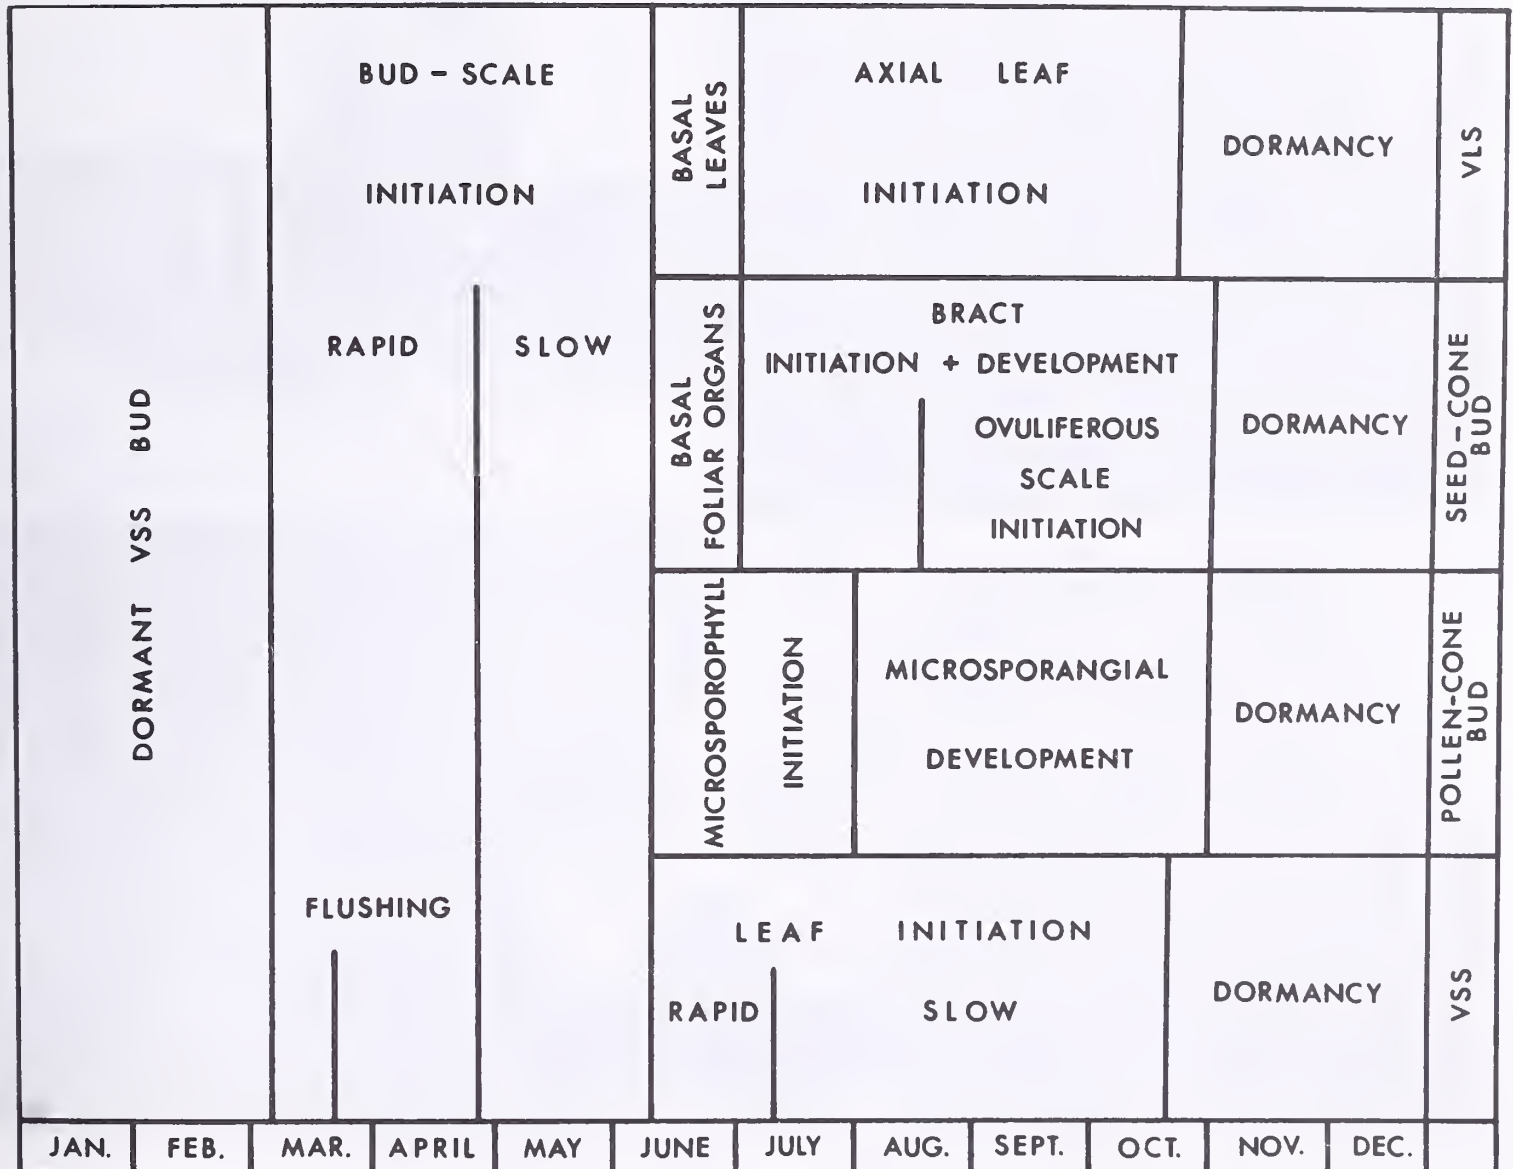 DORMANT VSS BUD
BUD - SCALE
INITIATION
RAPID
SLOW
FLUSHING
BASAL
LEAVES
AXIAL LEAF
INITIATION
DORMANCY
VLS
BASAL
FOLIAR ORGANS
BRACT
INITIATION + DEVELOPMENT
OVULIFEROUS
SCALE
INITIATION
DORMANCY
SEED-CONE
BUD
MICROSPOROPHYLL
INITIATION
MICROSPORANGIAL
DEVELOPMENT
DORMANCY
POLLEN-CONE
BUD
LEAF INITIATION
RAPID
SLOW
DORMANCY
VSS
JAN. FEB. MAR. APRIL MAY JUNE JULY AUG. SEPT. OCT. NOV. DEC.